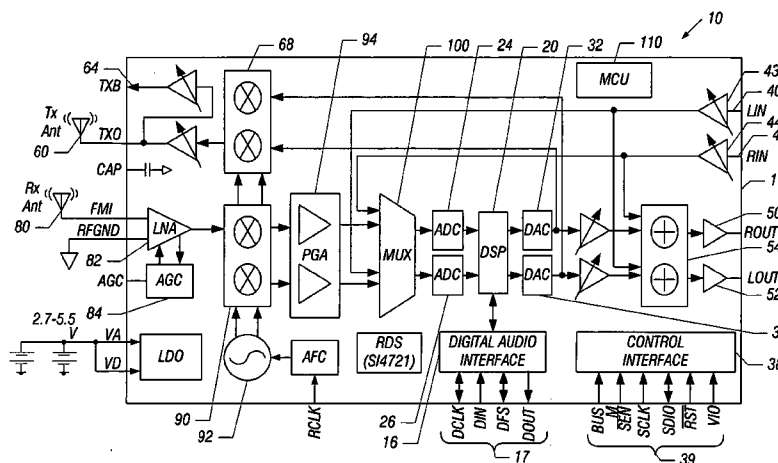 10
68
94
100
24
20
32
110
43
40
LIN
44
4
RIN
1
64
TXB
MCU
Tx
Ant
TXO
60
CAP
Rx
Ant
FMI
80
RFGND
LNA
82
AGC
AGC
84
PGA
MUX
ADC
ADC
DSP
DAC
DAC
50
ROUT
54
LOUT
52
2.7-5.5
V
VA
VD
LDO
AFC
RDS
(SI4721)
DIGITAL AUDIO
INTERFACE
CONTROL
INTERFACE
3
38
90
92
RCLK
26
16
DCLK
DIN
DFS
DOUT
17
BUS
M
SEN
SCLK
SDIO
RST
VIO
39